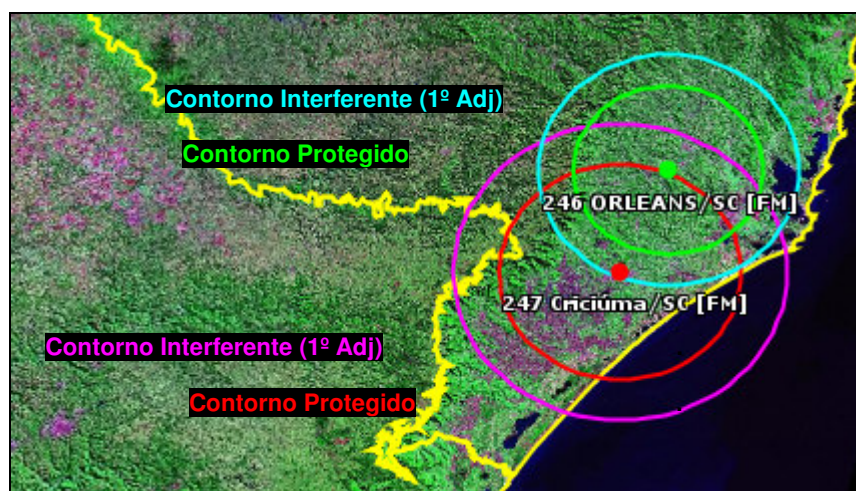 Contorno Interferente (1º Adj)
Contorno Protegido
246 ORLEANS/SC [FM]
247 Criciúma/SC [FM]
Contorno Interferente (1º Adj)
Contorno Protegido